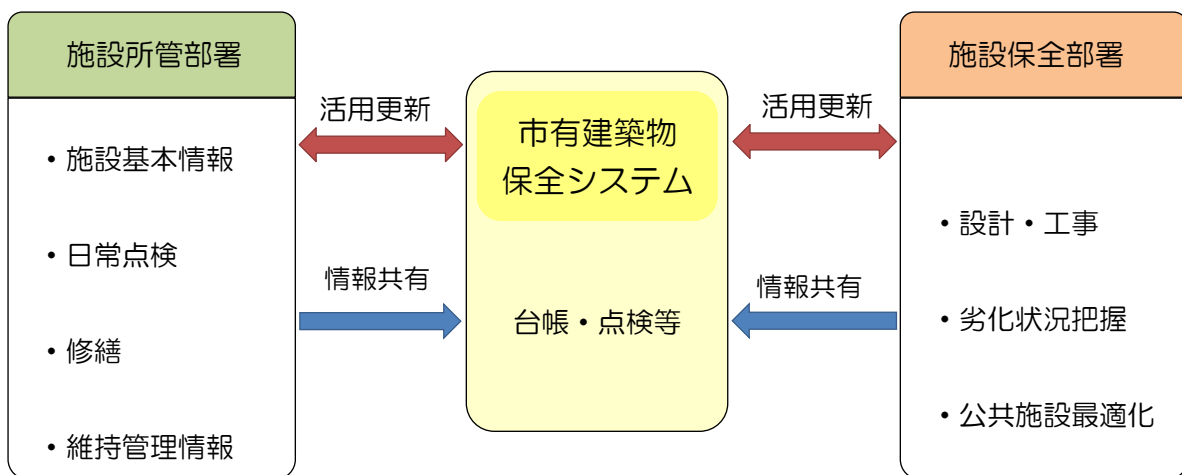 施設所管部署
・施設基本情報
・日常点検
・修繕
・維持管理情報
活用更新
情報共有
市有建築物
保全システム
台帳・点検等
活用更新
情報共有
施設保全部署
・設計・工事
・劣化状況把握
・公共施設最適化